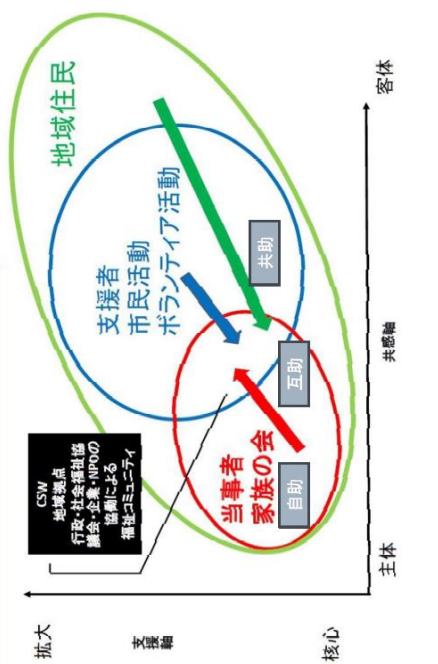 拡大
支援軸
核心
CSW
地域拠点
行政・社会福祉協
議会・企業・NPOの
協働による
福祉コミュニティ
地域住民
支援者
市民活動
ボランティア活動
当事者
家族の会
自助
互助
共助
主体
共感軸
客体